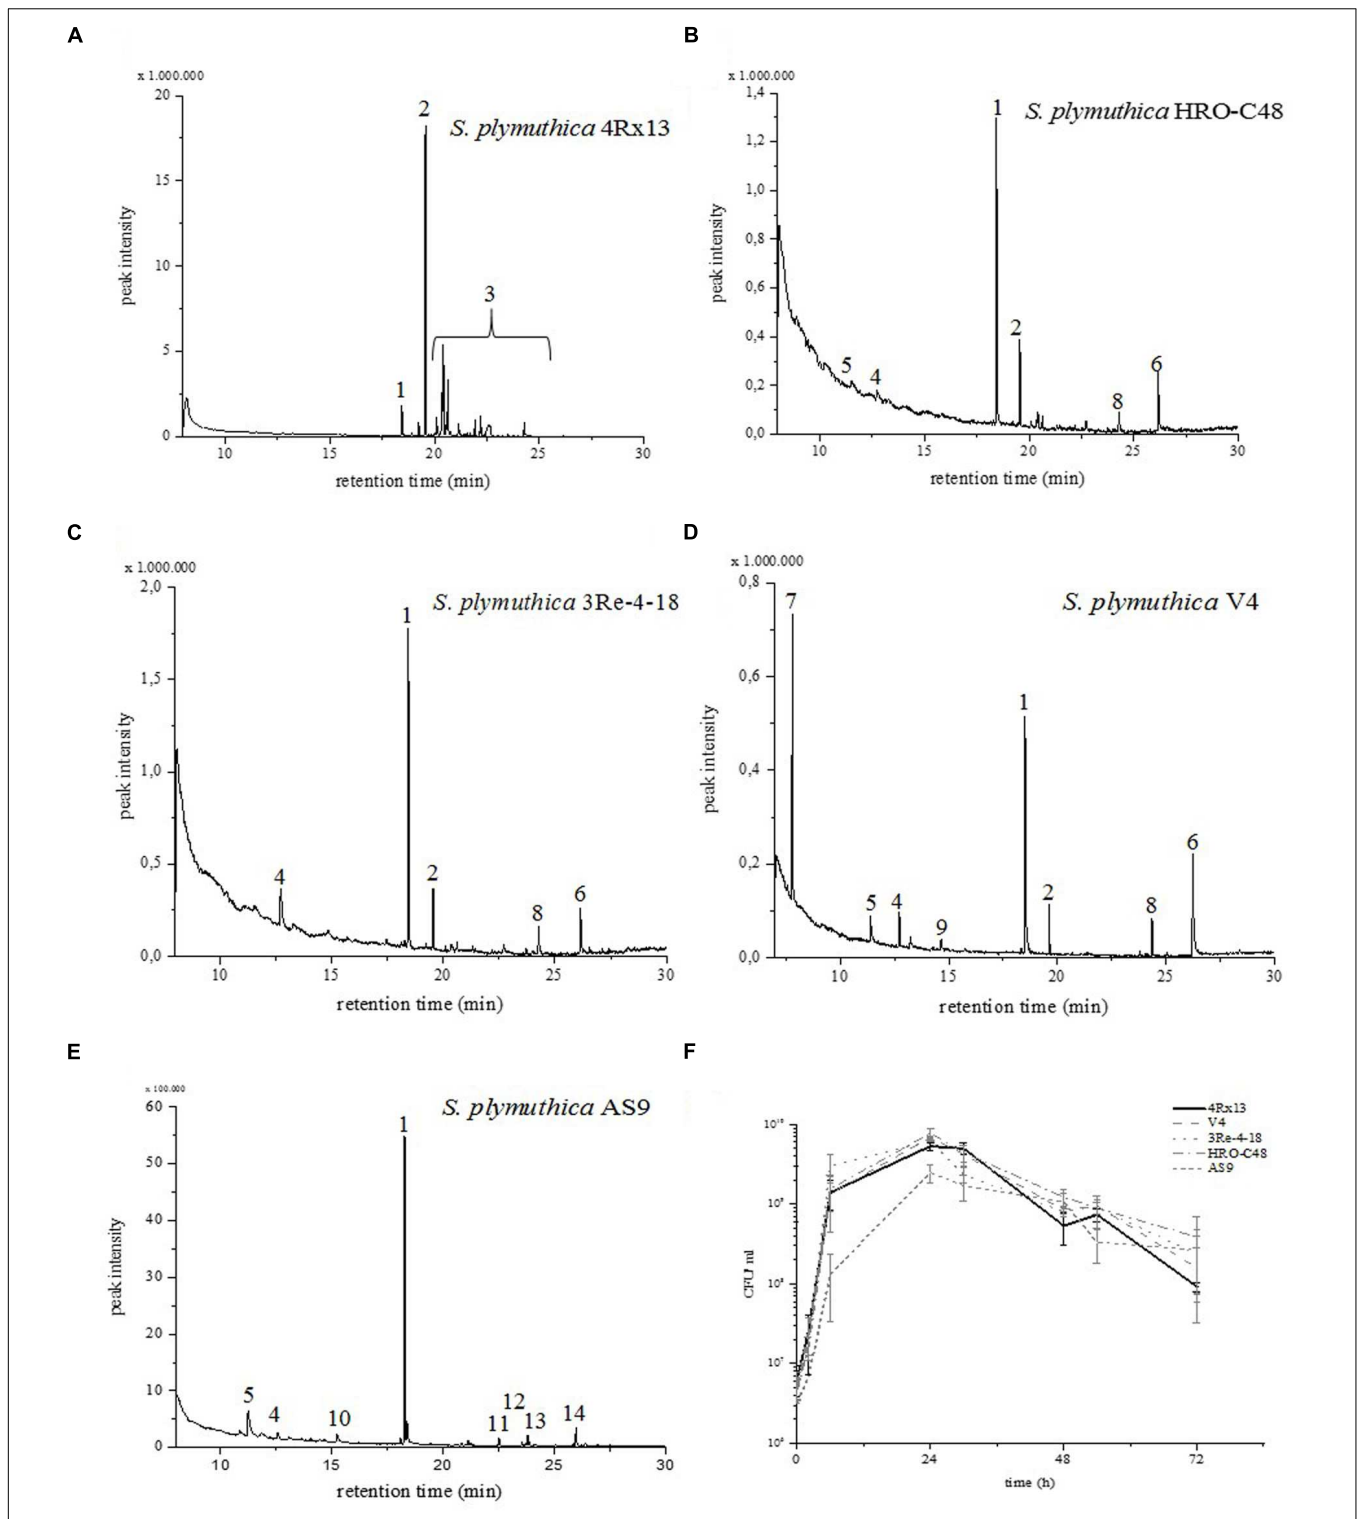 A
x 1.000.000
S. plymuthica 4Rx13
20
15
10
5
0
1
2
3
peak intensity
10
15
20
25
30
retention time (min)
B
x 1.000.000
S. plymuthica HRO-C48
1,4
1,2
1,0
0,8
0,6
0,4
0,2
0,0
5
4
1
2
8
6
peak intensity
10
15
20
25
30
retention time (min)
C
x 1.000.000
S. plymuthica 3Re-4-18
2,0
1,5
1,0
0,5
0,0
4
1
2
8
6
peak intensity
10
15
20
25
30
retention time (min)
D
x 1.000.000
S. plymuthica V4
0,8
0,6
0,4
0,2
0,0
7
5
4
9
1
2
8
6
peak intensity
10
15
20
25
30
retention time (min)
E
x 100.000
S. plymuthica AS9
60
50
40
30
20
10
0
5
4
10
1
11
12
13
14
peak intensity
10
15
20
25
30
retention time (min)
F
4Rx13
V4
3Re-4-18
HRO-C48
AS9
10¹⁰
10⁹
10⁸
10⁷
10⁶
CFU/ ml
0
24
48
72
time (h)